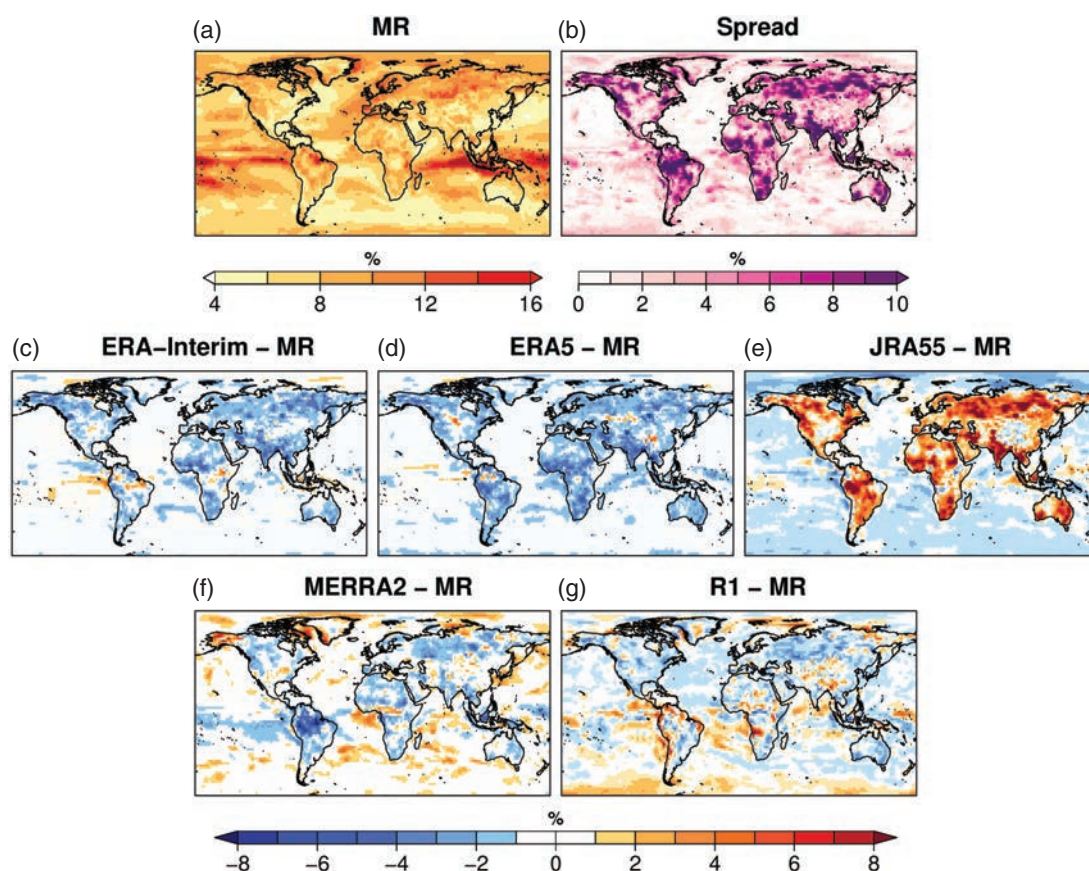 (a) MR
(b) Spread
%
4 8 12 16
%
0 2 4 6 8 10
(c) ERA-Interim - MR
(d) ERA5 - MR
(e) JRA55 - MR
(f) MERRA2 - MR
(g) R1 - MR
%
-8 -6 -4 -2 0 2 4 6 8